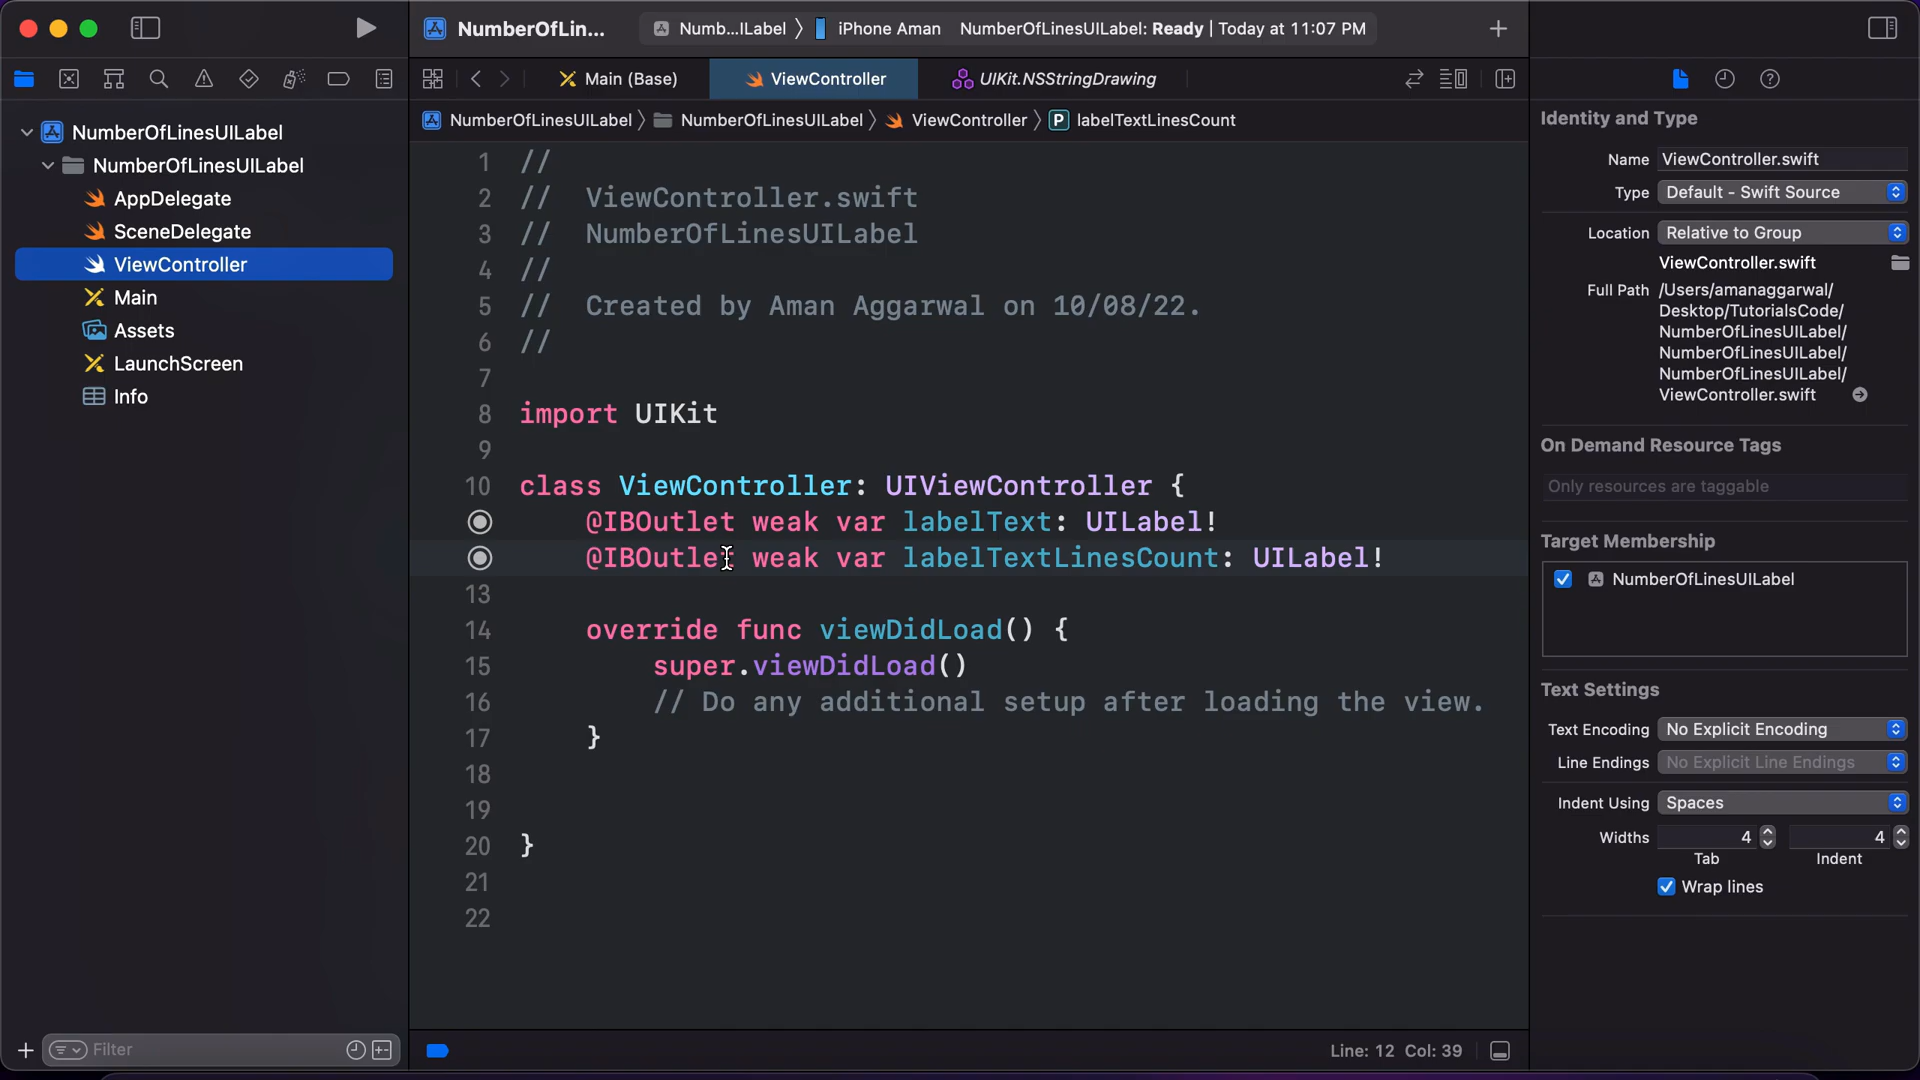 NumberOfLin...
Numb...ILabel
iPhone Aman
NumberOfLinesUILabel: Ready | Today at 11:07 PM
Main (Base)
ViewController
UIKit.NSStringDrawing
NumberOfLinesUILabel
NumberOfLinesUILabel
ViewController
P labelTextLinesCount
NumberOfLinesUILabel
NumberOfLinesUILabel
AppDelegate
SceneDelegate
ViewController
Main
Assets
LaunchScreen
Info
Filter
1 //
2 // ViewController.swift
3 // NumberOfLinesUILabel
4 //
5 // Created by Aman Aggarwal on 10/08/22.
6 //
7
8 import UIKit
9
10 class ViewController: UIViewController {
@IBOutlet weak var labelText: UILabel!
@IBOutlet weak var labelTextLinesCount: UILabel!
13
14 override func viewDidLoad() {
15 super.viewDidLoad()
16 // Do any additional setup after loading the view.
17 }
18
19
20 }
21
22
Line: 12 Col: 39
Identity and Type
Name ViewController.swift
Type Default - Swift Source
Location Relative to Group
ViewController.swift
Full Path /Users/amanaggarwal/
Desktop/TutorialsCode/
NumberOfLinesUILabel/
NumberOfLinesUILabel/
NumberOfLinesUILabel/
ViewController.swift
On Demand Resource Tags
Only resources are taggable
Target Membership
NumberOfLinesUILabel
Text Settings
Text Encoding No Explicit Encoding
Line Endings No Explicit Line Endings
Indent Using Spaces
Widths 4 4
Tab Indent
Wrap lines